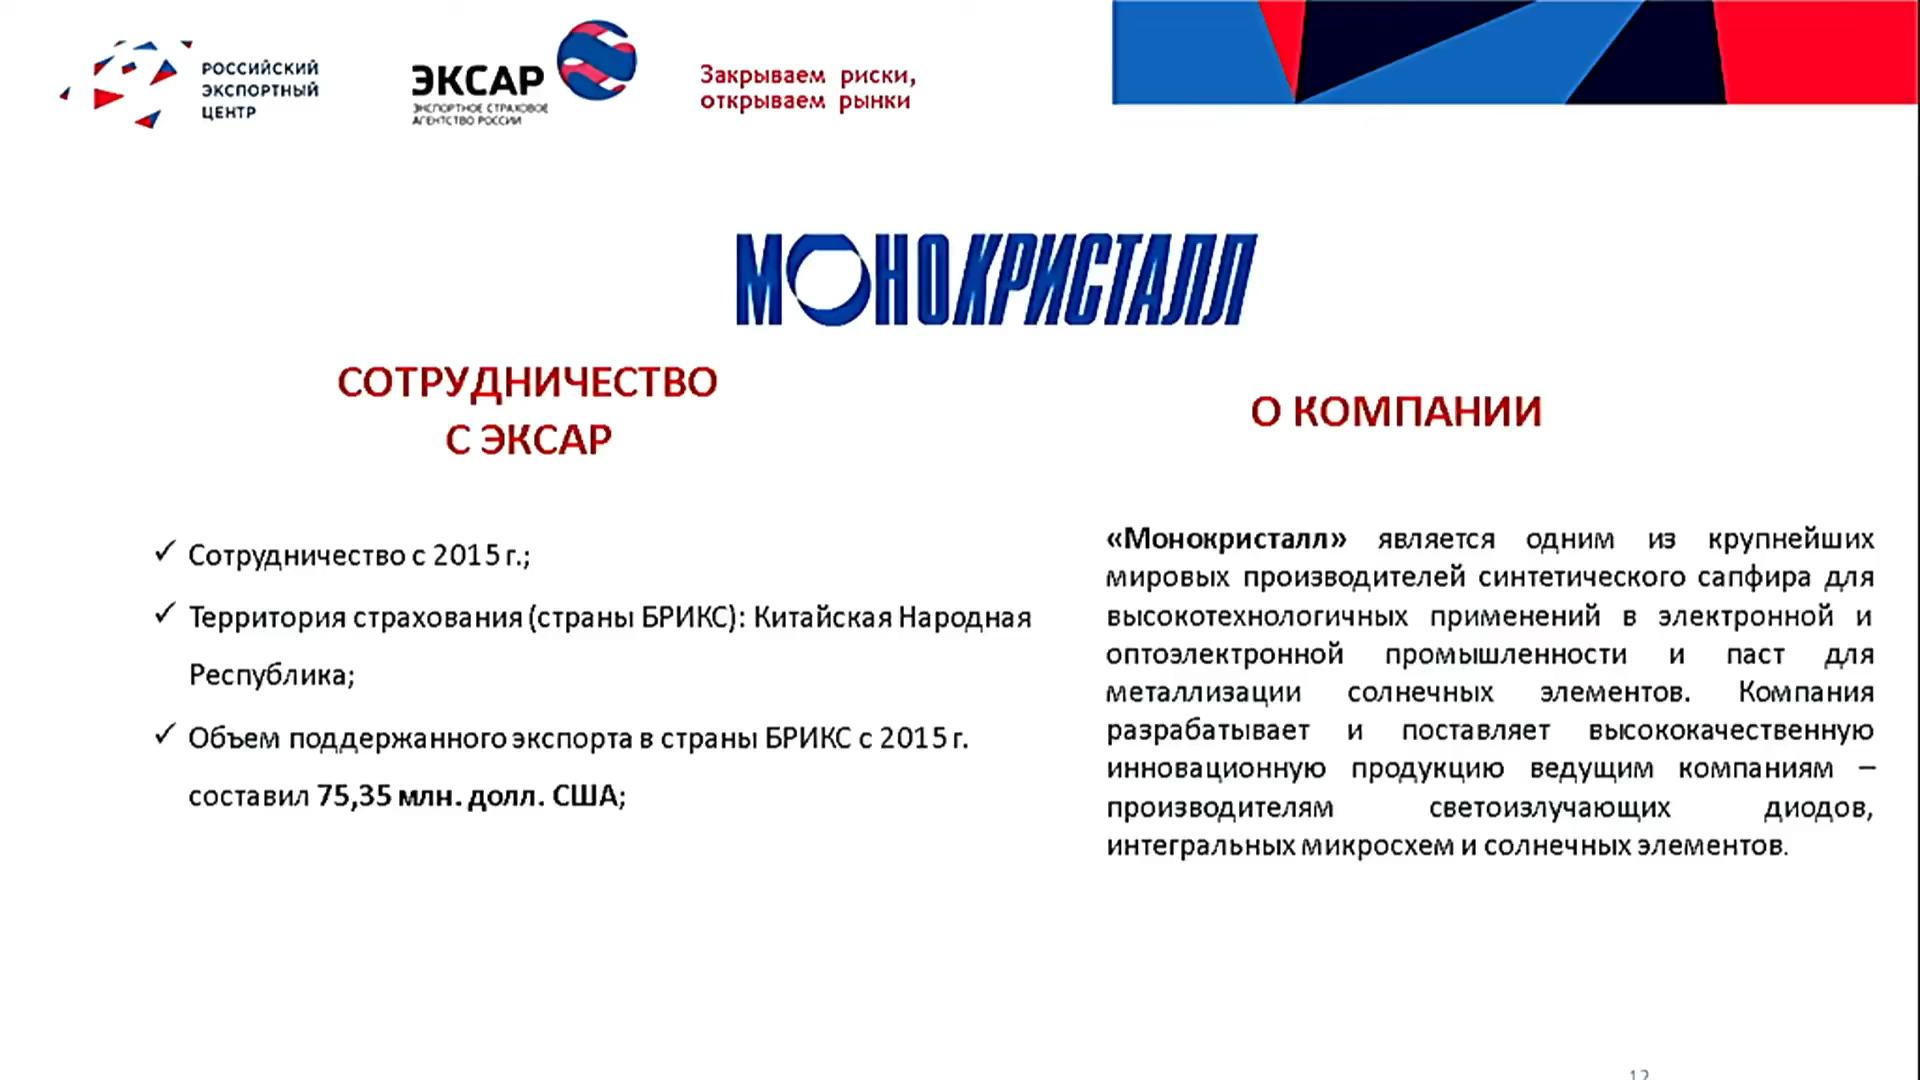 РОССИЙСКИЙ
ЭКСПОРТНЫЙ
ЦЕНТР
ЭКСАР
ЭКСПОРТНОЕ СТРАХОВОЕ
АГЕНТСТВО РОССИИ
Закрываем риски,
открываем рынки
МОНОКРИСТАЛЛ
СОТРУДНИЧЕСТВО
С ЭКСАР
✓ Сотрудничество с 2015 г.;
✓ Территория страхования (страны БРИКС): Китайская Народная
Республика;
✓ Объем поддержанного экспорта в страны БРИКС с 2015 г.
составил 75,35 млн. долл. США;
О КОМПАНИИ
«Монокристалл» является одним из крупнейших
мировых производителей синтетического сапфира для
высокотехнологичных применений в электронной и
оптоэлектронной промышленности и паст для
металлизации солнечных элементов. Компания
разрабатывает и поставляет высококачественную
инновационную продукцию ведущим компаниям –
производителям светоизлучающих диодов,
интегральных микросхем и солнечных элементов.
12